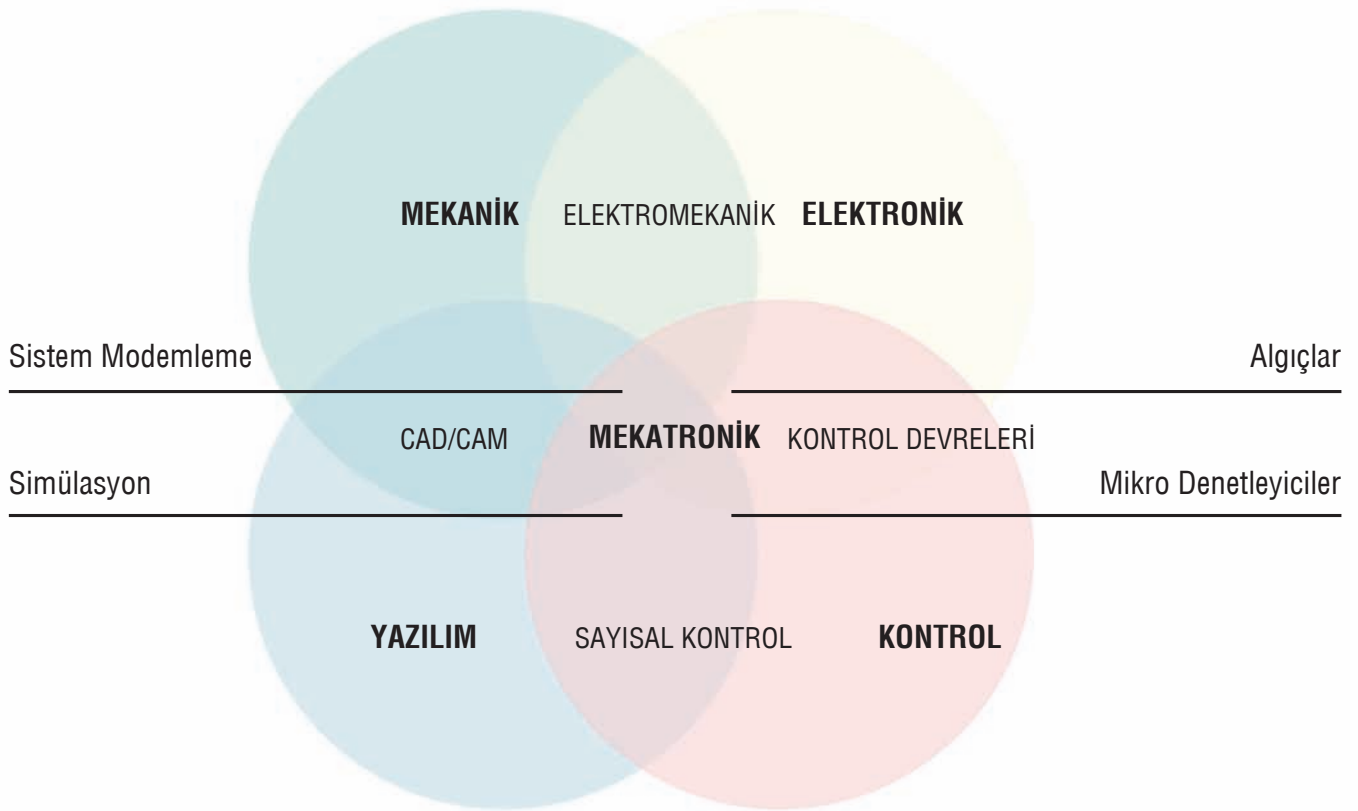 MEKANİK ELEKTROMEKANİK ELEKTRONİK
Sistem Modemleme
Algıçlar
CAD/CAM MEKATRONİK KONTROL DEVRELERİ
Simülasyon
Mikro Denetleyiciler
YAZILIM SAYISAL KONTROL KONTROL